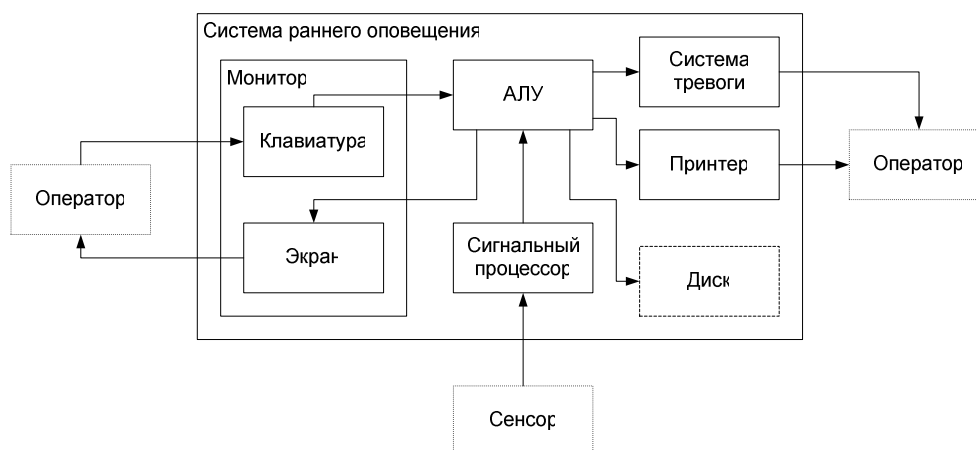 Система раннего оповещения
Монитор
Клавиатура
Экран
АЛУ
Сигнальный
процессор
Система
тревоги
Принтер
Диск
Оператор
Оператор
Сенсор